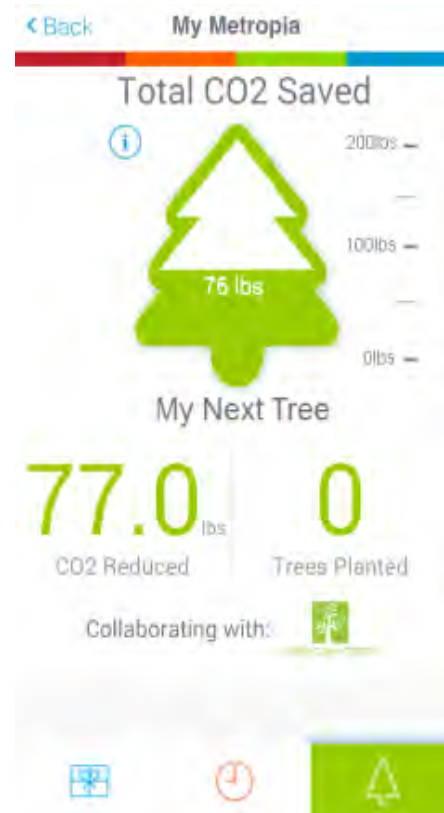 Back My Metropia
Total CO2 Saved
i
200lbs
100lbs
76 lbs
0lbs
My Next Tree
77.0 lbs 0
CO2 Reduced Trees Planted
Collaborating with: